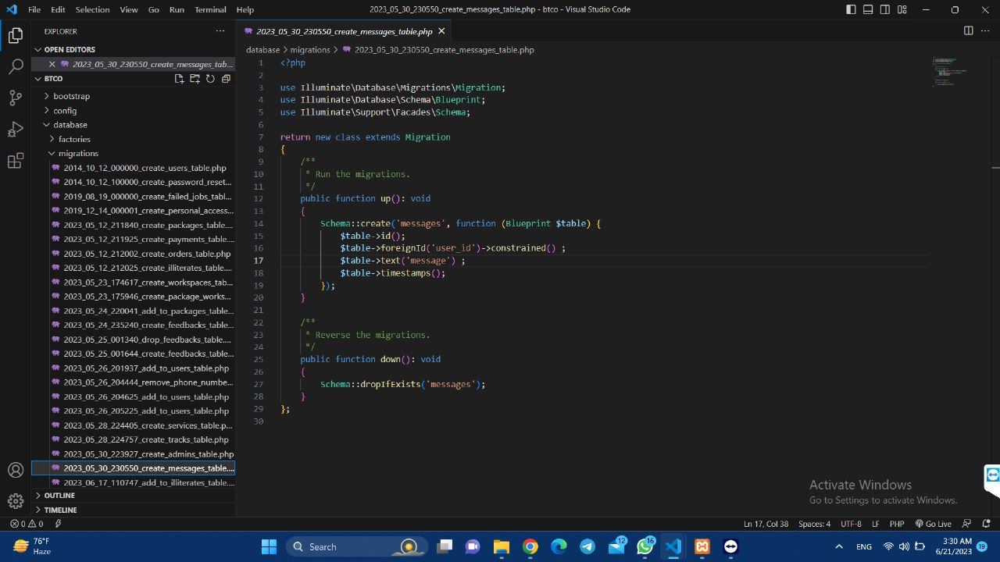 File Edit Selection View Go Run Terminal Help
2023_05_30_230550_create_messages_table.php - btco - Visual Studio Code
EXPLORER
2023_05_30_230550_create_messages_table.php
OPEN EDITORS
2023_05_30_230550_create_messages_tab...
BTCO
bootstrap
config
database
factories
migrations
2014_10_12_000000_create_users_table.php
2014_10_12_100000_create_password_reset...
2019_08_19_000000_create_failed_jobs_tabl...
2019_12_14_000001_create_personal_access...
2023_05_12_211840_create_packages_table....
2023_05_12_211925_create_payments_table....
2023_05_12_212002_create_orders_table.php
2023_05_12_212025_create_illiterates_table....
2023_05_23_174617_create_workspaces_tab...
2023_05_23_175946_create_package_works...
2023_05_24_220041_add_to_packages_table...
2023_05_24_235240_create_feedbacks_table...
2023_05_25_001340_drop_feedbacks_table....
2023_05_25_001644_create_feedbacks_table...
2023_05_26_201937_add_to_users_table.php
2023_05_26_204444_remove_phone_numbe...
2023_05_26_204625_add_to_users_table.php
2023_05_26_205225_add_to_users_table.php
2023_05_28_224405_create_services_table.p...
2023_05_28_224757_create_tracks_table.php
2023_05_30_223927_create_admins_table.php
2023_05_30_230550_create_messages_table....
2023_06_17_110747_add_to_illiterates_table....
OUTLINE
TIMELINE
database > migrations > 2023_05_30_230550_create_messages_table.php
1 <?php
2
3 use Illuminate\Database\Migrations\Migration;
4 use Illuminate\Database\Schema\Blueprint;
5 use Illuminate\Support\Facades\Schema;
6
7 return new class extends Migration
8 {
9     /**
10      * Run the migrations.
11      */
12     public function up(): void
13     {
14         Schema::create('messages', function (Blueprint $table) {
15             $table->id();
16             $table->foreignId('user_id')->constrained() ;
17             $table->text('message') ;
18             $table->timestamps();
19         });
20     }
21
22     /**
23      * Reverse the migrations.
24      */
25     public function down(): void
26     {
27         Schema::dropIfExists('messages');
28     }
29 };
30
Activate Windows
Go to Settings to activate Windows.
0 0
Ln 17, Col 38 Spaces: 4 UTF-8 LF PHP Go Live
76°F
Haze
Search
12
16
ENG
3:30 AM
6/21/2023
19